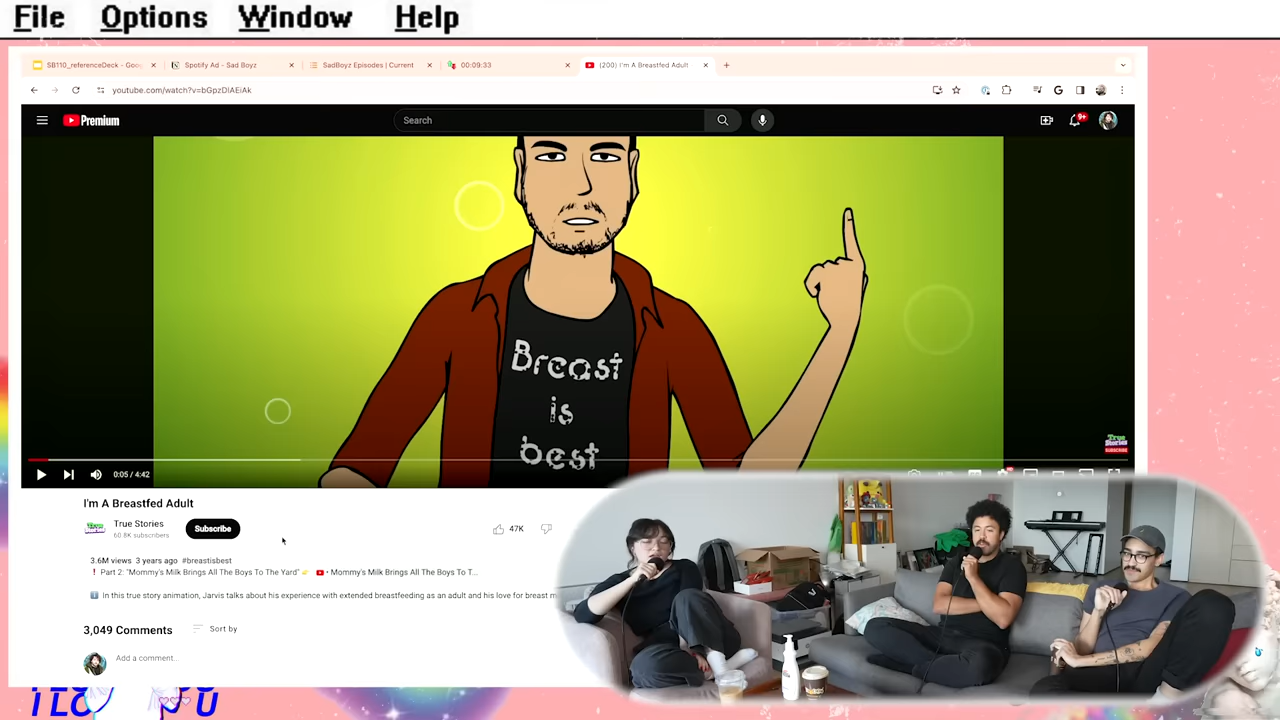 File Options Window Help
SB110_referenceDeck - Goo
Spotify Ad - Sad Boyz
SadBoyz Episodes | Current
00:09:33
(200) I'm A Breastfed Adult
youtube.com/watch?v=bGpzDlAEiAk
Premium
Search
9+
Breast
is
best
True
Stories
SUBSCRIBE
0:05 / 4:42
I'm A Breastfed Adult
True Stories
60.8K subscribers
Subscribe
47K
3.6M views 3 years ago #breastisbest
❗ Part 2: "Mommy's Milk Brings All The Boys To The Yard" 👉 • Mommy's Milk Brings All The Boys To T...
ℹ️ In this true story animation, Jarvis talks about his experience with extended breastfeeding as an adult and his love for breast m
3,049 Comments
Sort by
Add a comment...